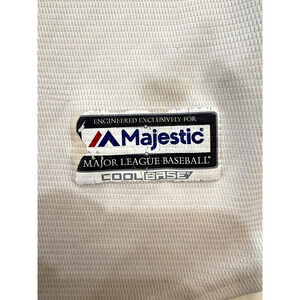 ENGINEERED EXCLUSIVELY FOR
Majestic®
MAJOR LEAGUE BASEBALL®
COOLBASE